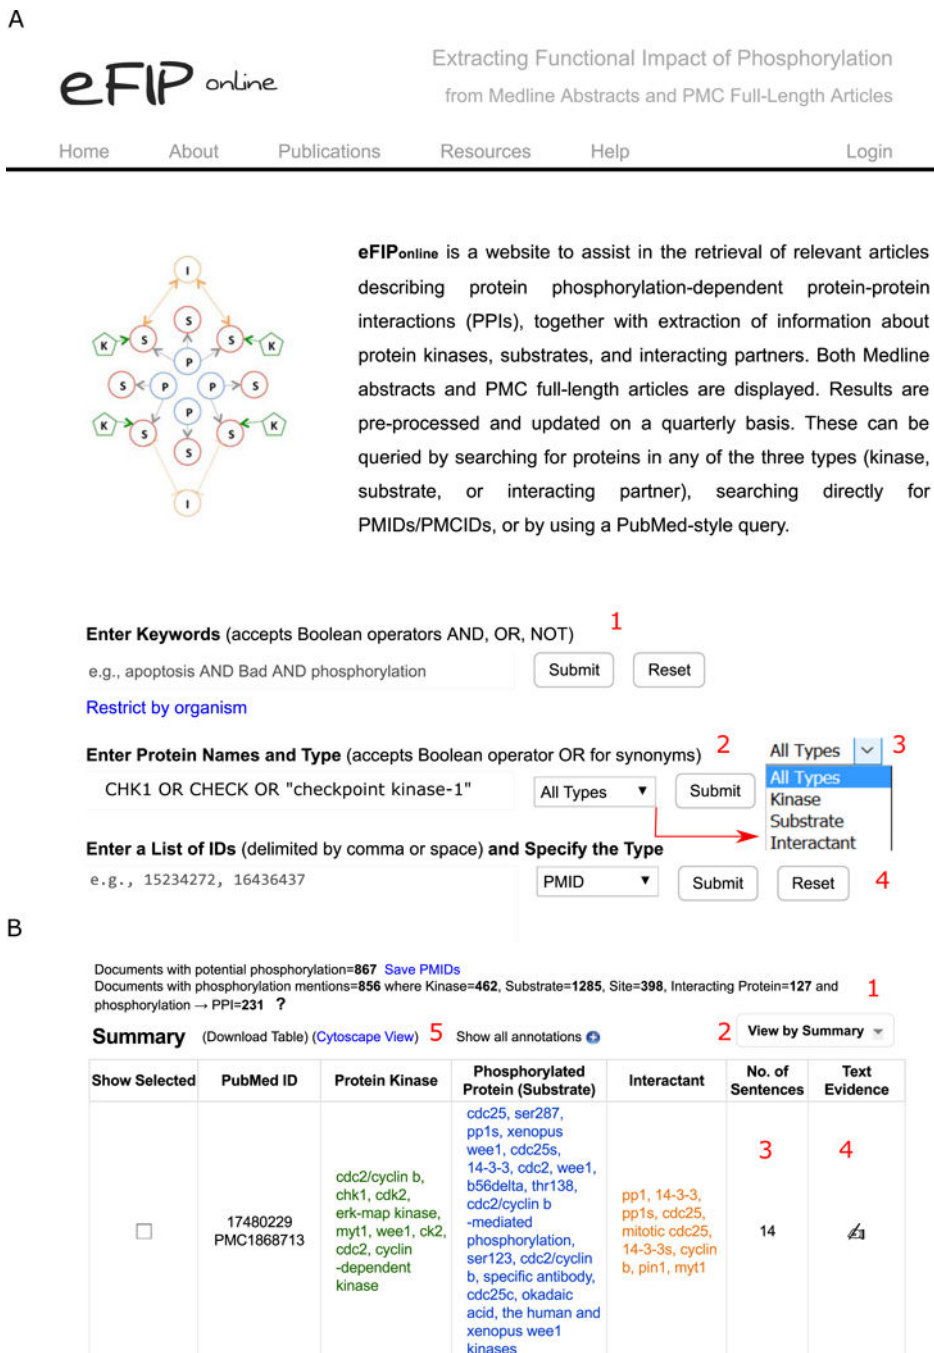 A
eFIP online
Extracting Functional Impact of Phosphorylation
from Medline Abstracts and PMC Full-Length Articles
Home About Publications Resources Help Login
I
S
K S S K
P
S P P S
P
K S S K
S
I
eFIPonline is a website to assist in the retrieval of relevant articles
describing protein phosphorylation-dependent protein-protein
interactions (PPIs), together with extraction of information about
protein kinases, substrates, and interacting partners. Both Medline
abstracts and PMC full-length articles are displayed. Results are
pre-processed and updated on a quarterly basis. These can be
queried by searching for proteins in any of the three types (kinase,
substrate, or interacting partner), searching directly for
PMIDs/PMCIDs, or by using a PubMed-style query.
Enter Keywords (accepts Boolean operators AND, OR, NOT) 1
e.g., apoptosis AND Bad AND phosphorylation Submit Reset
Restrict by organism
Enter Protein Names and Type (accepts Boolean operator OR for synonyms) 2
CHK1 OR CHECK OR "checkpoint kinase-1" All Types Submit
All Types 3
All Types
Kinase
Substrate
Interactant
Enter a List of IDs (delimited by comma or space) and Specify the Type
e.g., 15234272, 16436437 PMID Submit Reset 4
B
Documents with potential phosphorylation=867 Save PMIDs
Documents with phosphorylation mentions=856 where Kinase=462, Substrate=1285, Site=398, Interacting Protein=127 and 1
phosphorylation → PPI=231 ?
Summary (Download Table) (Cytoscape View) 5 Show all annotations 2 View by Summary
Show Selected
PubMed ID
Protein Kinase
Phosphorylated
Protein (Substrate)
Interactant
No. of
Sentences
Text
Evidence
17480229
PMC1868713
cdc2/cyclin b,
chk1, cdk2,
erk-map kinase,
myt1, wee1, ck2,
cdc2, cyclin
-dependent
kinase
cdc25, ser287,
pp1s, xenopus
wee1, cdc25s,
14-3-3, cdc2, wee1,
b56delta, thr138,
cdc2/cyclin b
-mediated
phosphorylation,
ser123, cdc2/cyclin
b, specific antibody,
cdc25c, okadaic
acid, the human and
xenopus wee1
kinases
pp1, 14-3-3,
pp1s, cdc25,
mitotic cdc25,
14-3-3s, cyclin
b, pin1, myt1
3
14
4